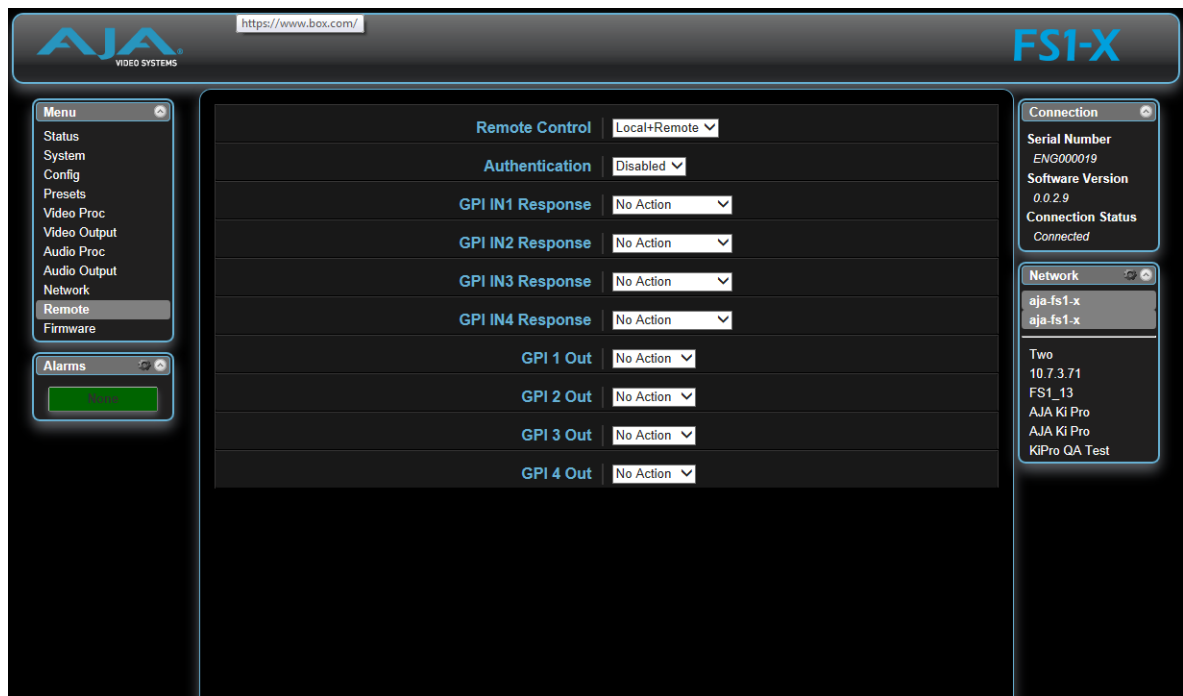 https://www.box.com/
AJA
VIDEO SYSTEMS
FS1-X
Menu
Status
System
Config
Presets
Video Proc
Video Output
Audio Proc
Audio Output
Network
Remote
Firmware
Alarms
None
Remote Control Local+Remote
Authentication Disabled
GPI IN1 Response No Action
GPI IN2 Response No Action
GPI IN3 Response No Action
GPI IN4 Response No Action
GPI 1 Out No Action
GPI 2 Out No Action
GPI 3 Out No Action
GPI 4 Out No Action
Connection
Serial Number
ENG000019
Software Version
0.0.2.9
Connection Status
Connected
Network
aja-fs1-x
aja-fs1-x
Two
10.7.3.71
FS1_13
AJA Ki Pro
AJA Ki Pro
KiPro QA Test